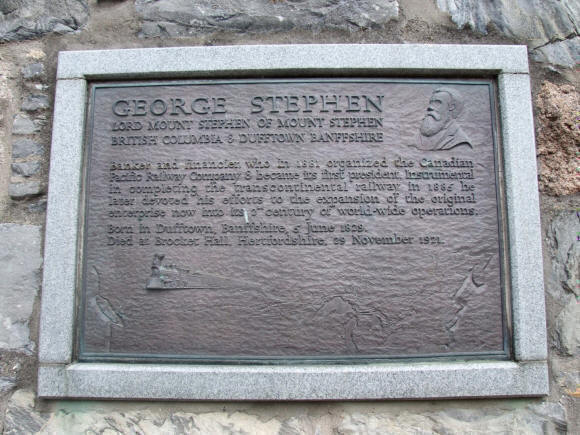 GEORGE STEPHEN
LORD MOUNT STEPHEN OF MOUNT STEPHEN
BRITISH COLUMBIA & DUFFTOWN BANFFSHIRE
Banker and financier, who in 1881 organized the Canadian
Pacific Railway Company & became its first president. Instrumental
in completing the transcontinental railway in 1885 he
later devoted his efforts to the expansion of the original
enterprise now into its 2nd century of world-wide operations.
Born in Dufftown, Banffshire, 5 June 1829.
Died at Brocket Hall, Hertfordshire, 29 November 1921.